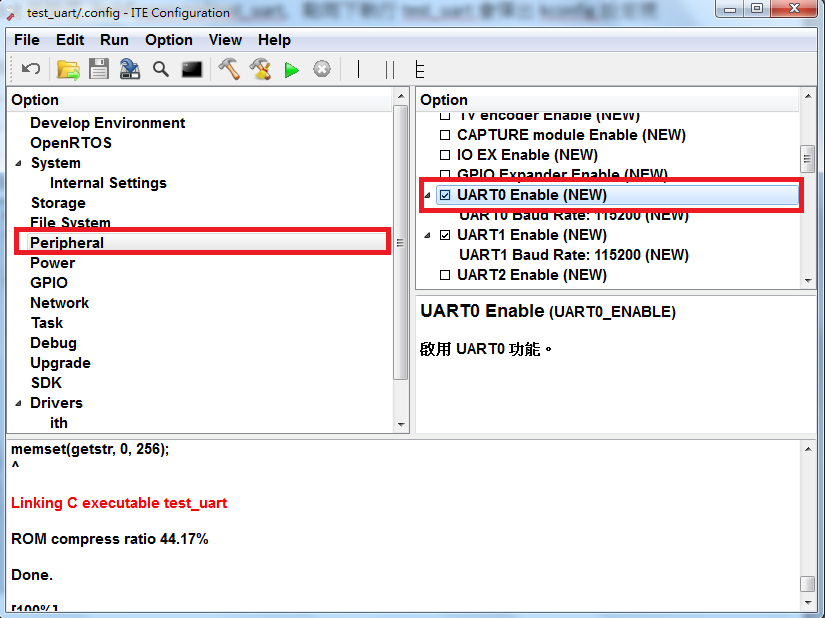 test_uart/.config - ITE Configuration
File Edit Run Option View Help
Option
Develop Environment
OpenRTOS
System
Internal Settings
Storage
File System
Peripheral
Power
GPIO
Network
Task
Debug
Upgrade
SDK
Drivers
ith
Option
TV encoder Enable (NEW)
CAPTURE module Enable (NEW)
IO EX Enable (NEW)
GPIO Expander Enable (NEW)
UART0 Enable (NEW)
UART0 Baud Rate: 115200 (NEW)
UART1 Enable (NEW)
UART1 Baud Rate: 115200 (NEW)
UART2 Enable (NEW)
UART0 Enable (UART0_ENABLE)
啟用 UART0 功能。
memset(getstr, 0, 256);
^
Linking C executable test_uart
ROM compress ratio 44.17%
Done.
[100%]